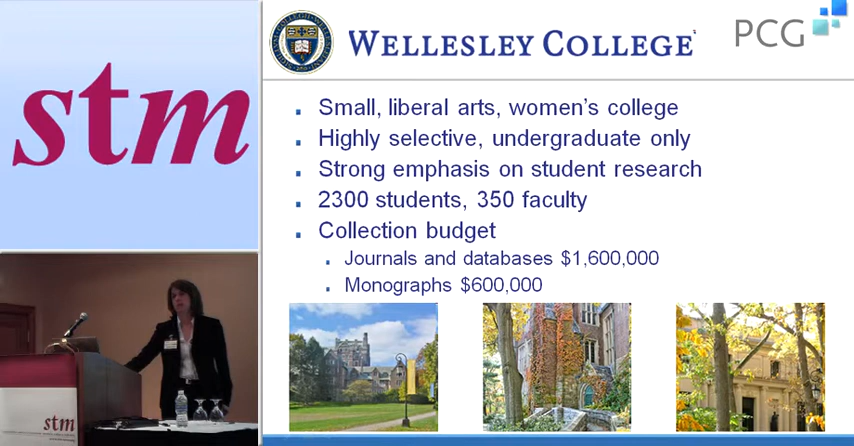 stm
WELLESLEY COLLEGE
PCG
Small, liberal arts, women's college
Highly selective, undergraduate only
Strong emphasis on student research
2300 students, 350 faculty
Collection budget
Journals and databases $1,600,000
Monographs $600,000
stm